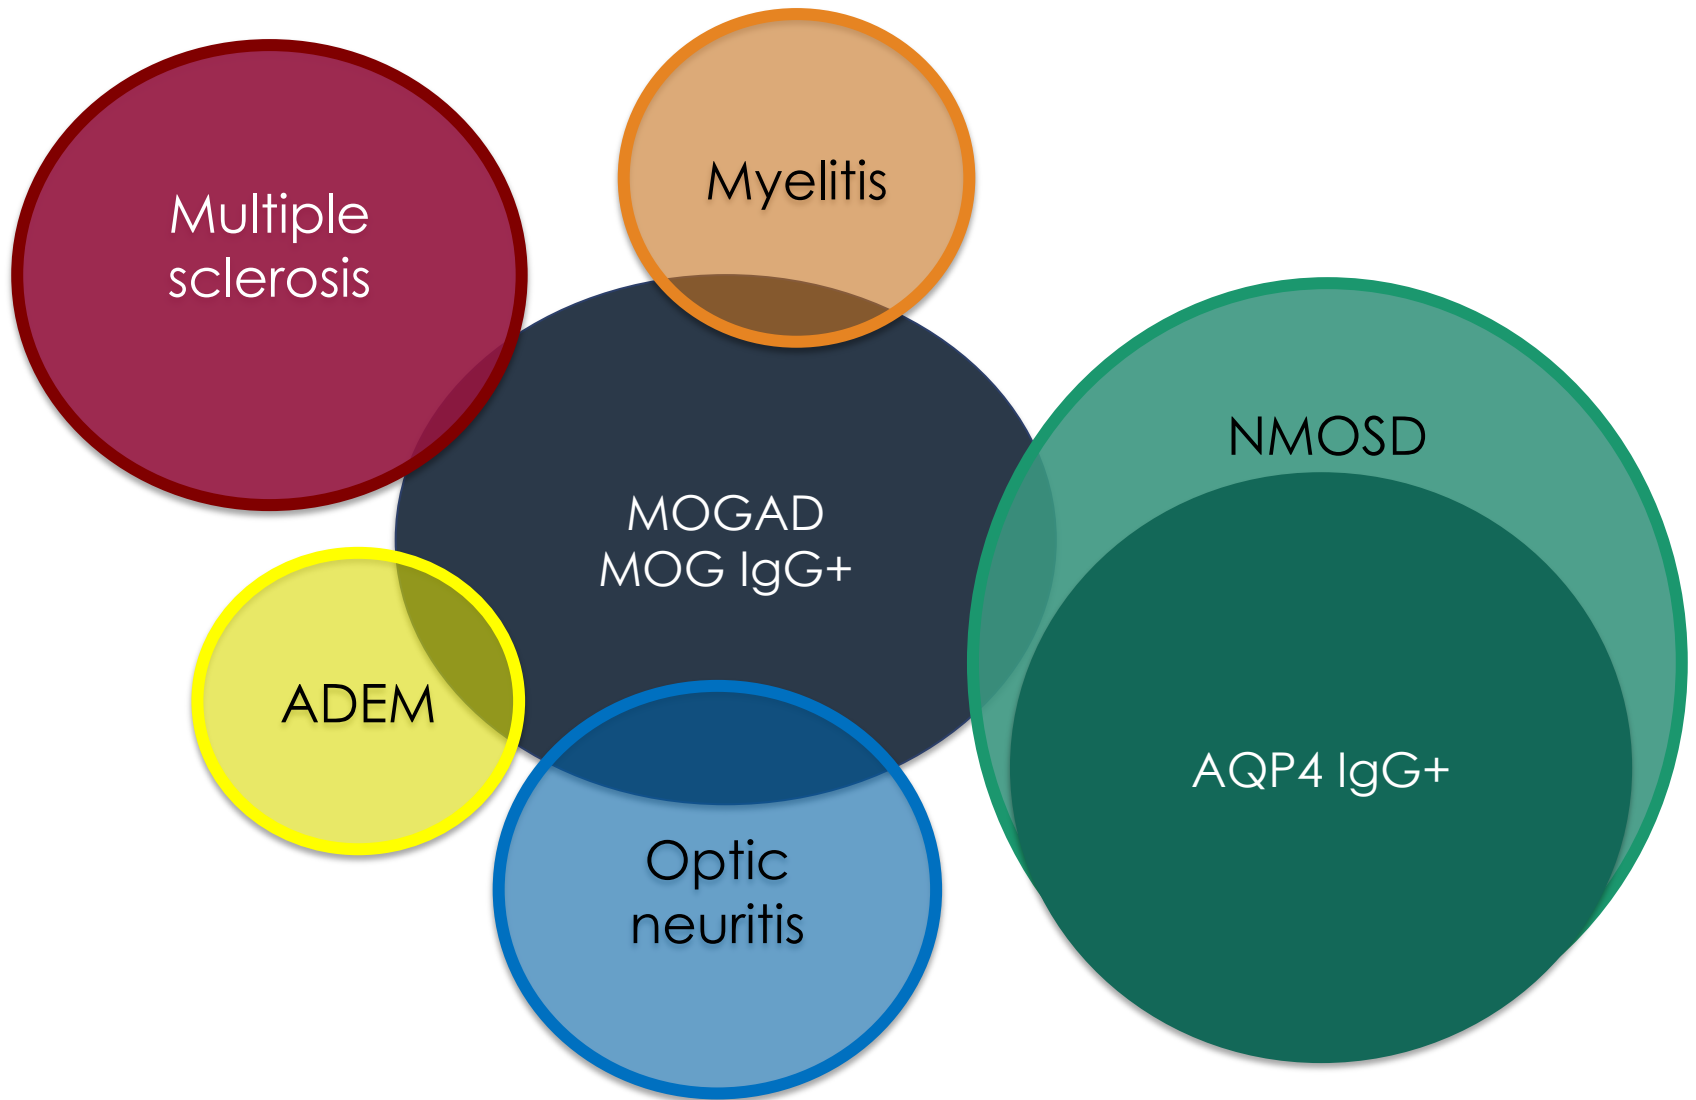 Multiple
sclerosis
Myelitis
MOGAD
MOG IgG+
NMOSD
AQP4 IgG+
ADEM
Optic
neuritis